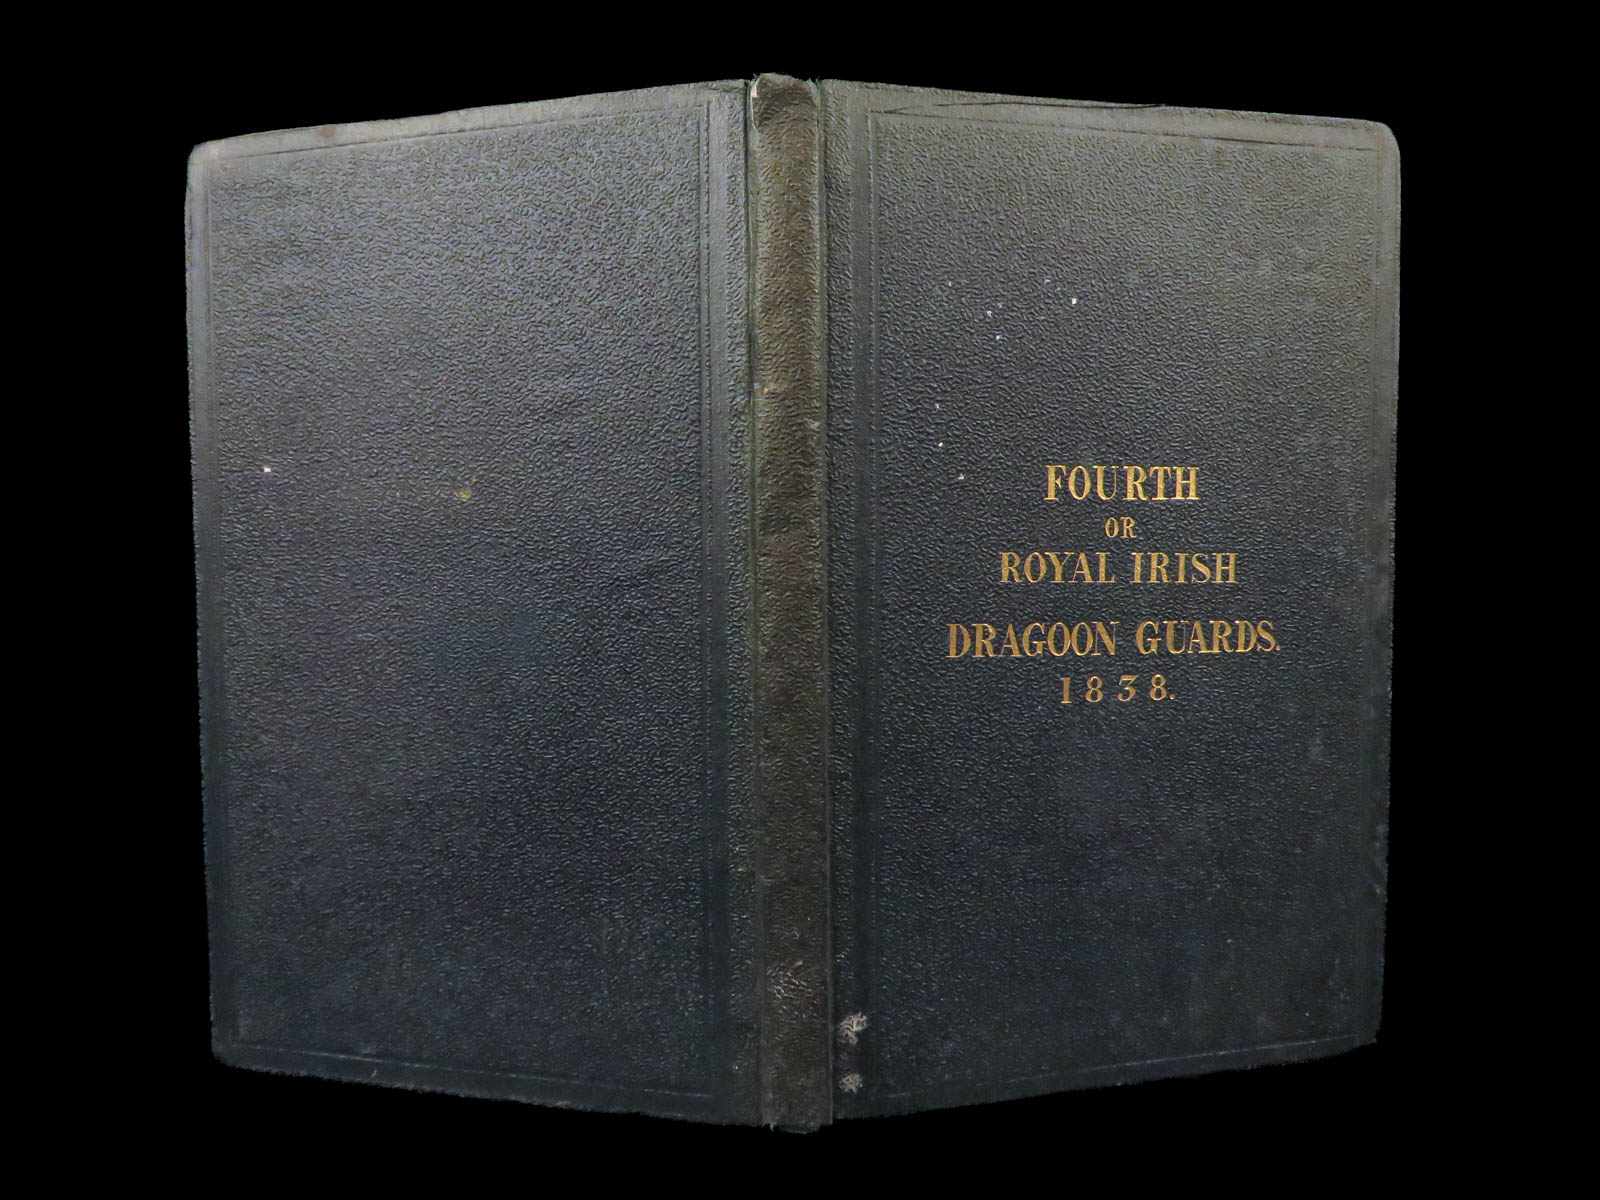 FOURTH
OR
ROYAL IRISH
DRAGOON GUARDS.
1838.